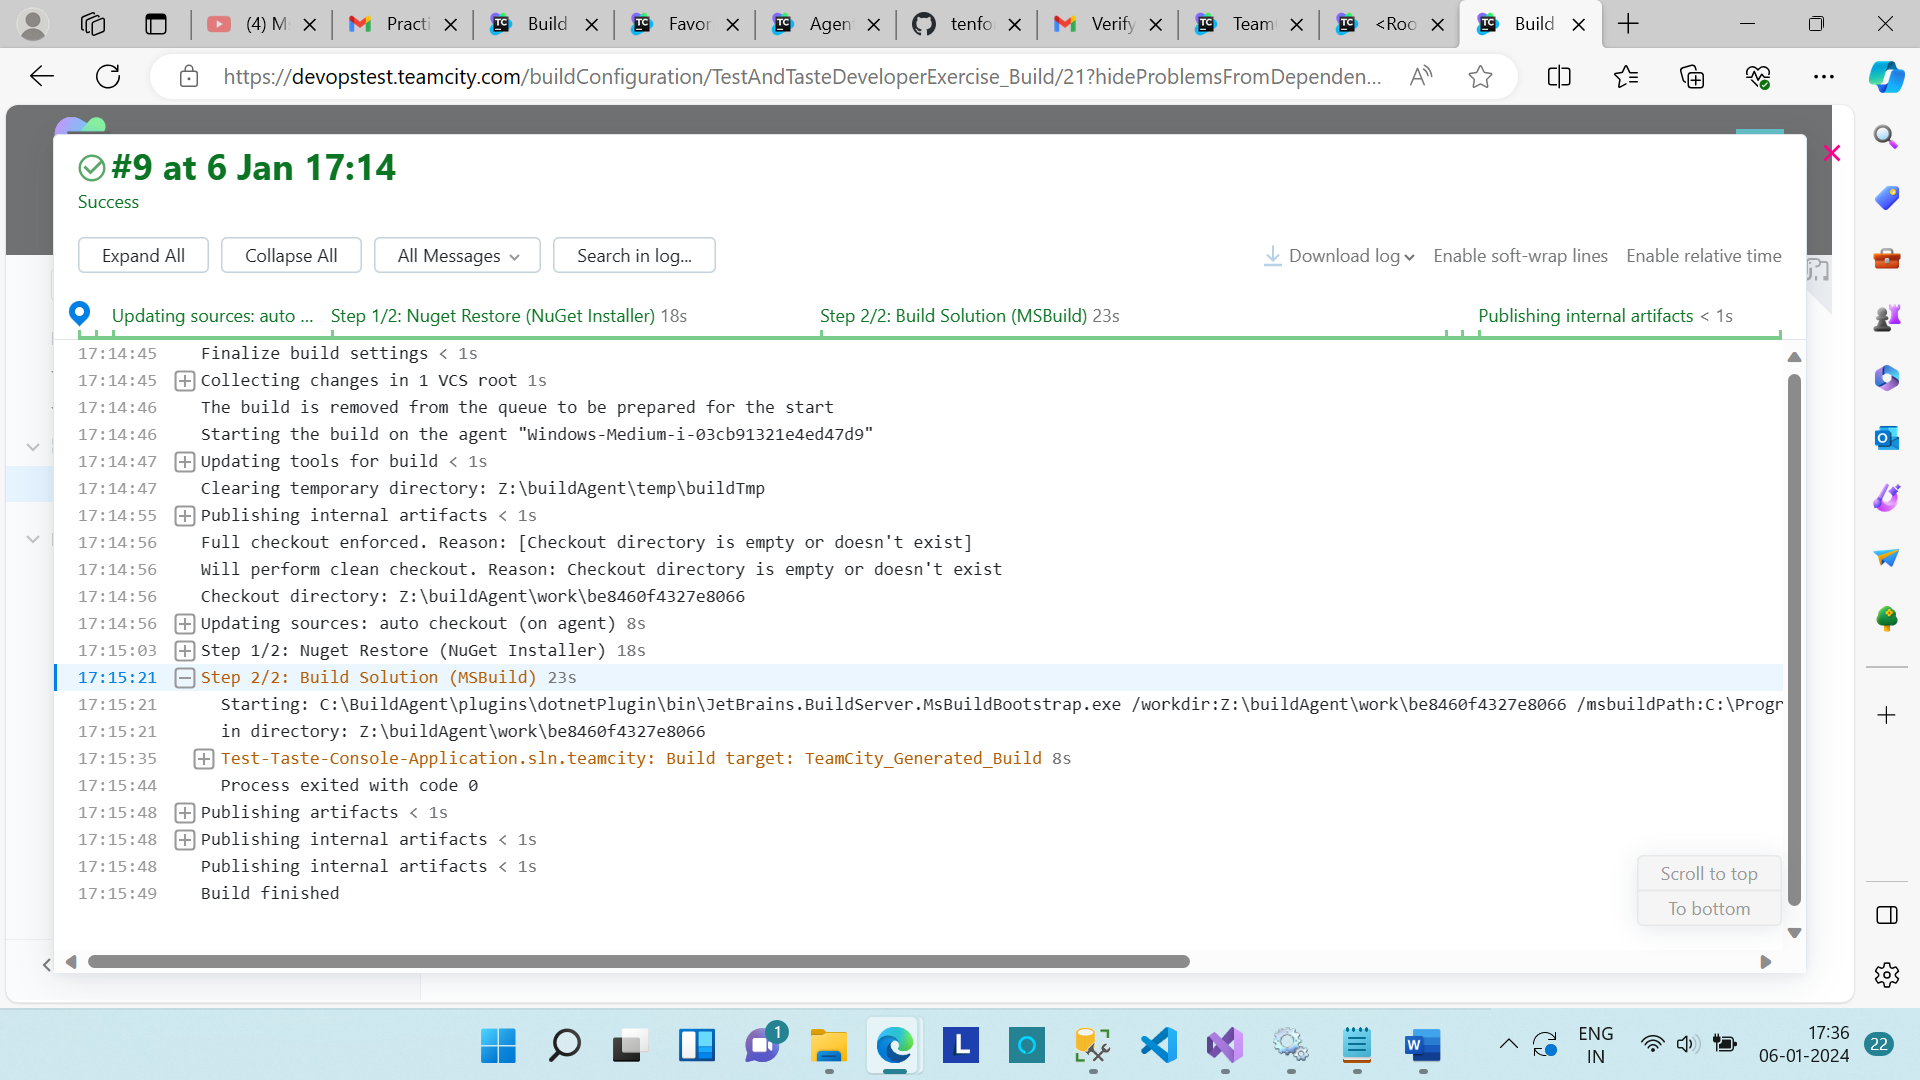 (4) M
Practi
Build
Favor
Agen
tenfo
Verify
Team
<Roo
Build
https://devopstest.teamcity.com/buildConfiguration/TestAndTasteDeveloperExercise_Build/21?hideProblemsFromDependen...
#9 at 6 Jan 17:14
Success
Expand All
Collapse All
All Messages
Search in log...
Download log
Enable soft-wrap lines
Enable relative time
Updating sources: auto ...
Step 1/2: Nuget Restore (NuGet Installer) 18s
Step 2/2: Build Solution (MSBuild) 23s
Publishing internal artifacts < 1s
17:14:45 Finalize build settings < 1s
17:14:45 Collecting changes in 1 VCS root 1s
17:14:46 The build is removed from the queue to be prepared for the start
17:14:46 Starting the build on the agent "Windows-Medium-i-03cb91321e4ed47d9"
17:14:47 Updating tools for build < 1s
17:14:47 Clearing temporary directory: Z:\buildAgent\temp\buildTmp
17:14:55 Publishing internal artifacts < 1s
17:14:56 Full checkout enforced. Reason: [Checkout directory is empty or doesn't exist]
17:14:56 Will perform clean checkout. Reason: Checkout directory is empty or doesn't exist
17:14:56 Checkout directory: Z:\buildAgent\work\be8460f4327e8066
17:14:56 Updating sources: auto checkout (on agent) 8s
17:15:03 Step 1/2: Nuget Restore (NuGet Installer) 18s
17:15:21 Step 2/2: Build Solution (MSBuild) 23s
17:15:21 Starting: C:\BuildAgent\plugins\dotnetPlugin\bin\JetBrains.BuildServer.MsBuildBootstrap.exe /workdir:Z:\buildAgent\work\be8460f4327e8066 /msbuildPath:C:\Progr
17:15:21 in directory: Z:\buildAgent\work\be8460f4327e8066
17:15:35 Test-Taste-Console-Application.sln.teamcity: Build target: TeamCity_Generated_Build 8s
17:15:44 Process exited with code 0
17:15:48 Publishing artifacts < 1s
17:15:48 Publishing internal artifacts < 1s
17:15:48 Publishing internal artifacts < 1s
17:15:49 Build finished
Scroll to top
To bottom
1
ENG
IN
17:36
06-01-2024
22